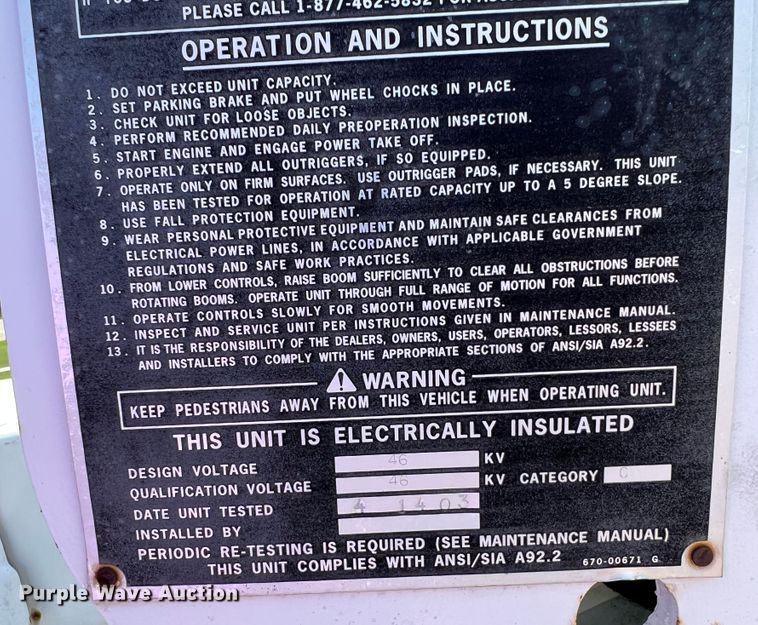 PLEASE CALL 1-877-462-5832 FOR
OPERATION AND INSTRUCTIONS
1. DO NOT EXCEED UNIT CAPACITY.
2. SET PARKING BRAKE AND PUT WHEEL CHOCKS IN PLACE.
3. CHECK UNIT FOR LOOSE OBJECTS.
4. PERFORM RECOMMENDED DAILY PREOPERATION INSPECTION.
5. START ENGINE AND ENGAGE POWER TAKE OFF.
6. PROPERLY EXTEND ALL OUTRIGGERS, IF SO EQUIPPED.
7. OPERATE ONLY ON FIRM SURFACES. USE OUTRIGGER PADS, IF NECESSARY. THIS UNIT
HAS BEEN TESTED FOR OPERATION AT RATED CAPACITY UP TO A 5 DEGREE SLOPE.
8. USE FALL PROTECTION EQUIPMENT.
9. WEAR PERSONAL PROTECTIVE EQUIPMENT AND MAINTAIN SAFE CLEARANCES FROM
ELECTRICAL POWER LINES, IN ACCORDANCE WITH APPLICABLE GOVERNMENT
REGULATIONS AND SAFE WORK PRACTICES.
10. FROM LOWER CONTROLS, RAISE BOOM SUFFICIENTLY TO CLEAR ALL OBSTRUCTIONS BEFORE
ROTATING BOOMS. OPERATE UNIT THROUGH FULL RANGE OF MOTION FOR ALL FUNCTIONS.
11. OPERATE CONTROLS SLOWLY FOR SMOOTH MOVEMENTS.
12. INSPECT AND SERVICE UNIT PER INSTRUCTIONS GIVEN IN MAINTENANCE MANUAL.
13. IT IS THE RESPONSIBILITY OF THE DEALERS, OWNERS, USERS, OPERATORS, LESSORS, LESSEES
AND INSTALLERS TO COMPLY WITH THE APPROPRIATE SECTIONS OF ANSI/SIA A92.2.
WARNING
KEEP PEDESTRIANS AWAY FROM THIS VEHICLE WHEN OPERATING UNIT.
THIS UNIT IS ELECTRICALLY INSULATED
DESIGN VOLTAGE 46 KV
QUALIFICATION VOLTAGE 46 KV CATEGORY C
DATE UNIT TESTED 4 1403
INSTALLED BY
PERIODIC RE-TESTING IS REQUIRED (SEE MAINTENANCE MANUAL)
THIS UNIT COMPLIES WITH ANSI/SIA A92.2 670-00671 G
Purple Wave Auction